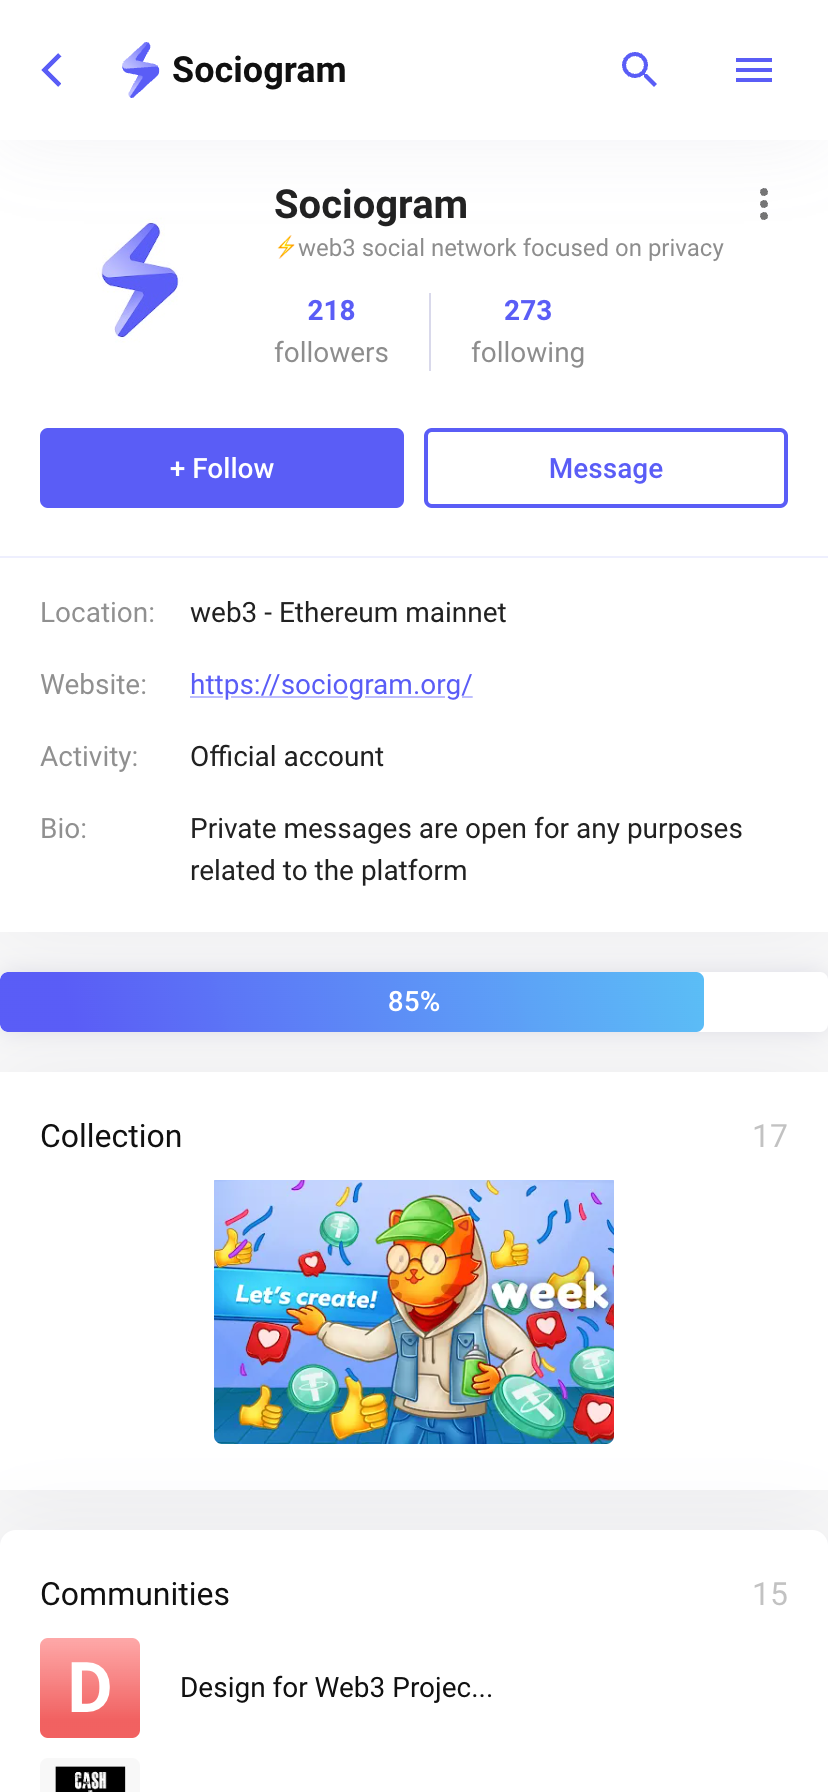 Sociogram
Sociogram
⚡web3 social network focused on privacy
218
followers
273
following
+ Follow
Message
Location:
web3 - Ethereum mainnet
Website:
https://sociogram.org/
Activity:
Official account
Bio:
Private messages are open for any purposes
related to the platform
85%
Collection
17
Let's create!
week
Communities
15
D
Design for Web3 Projec...
CASH